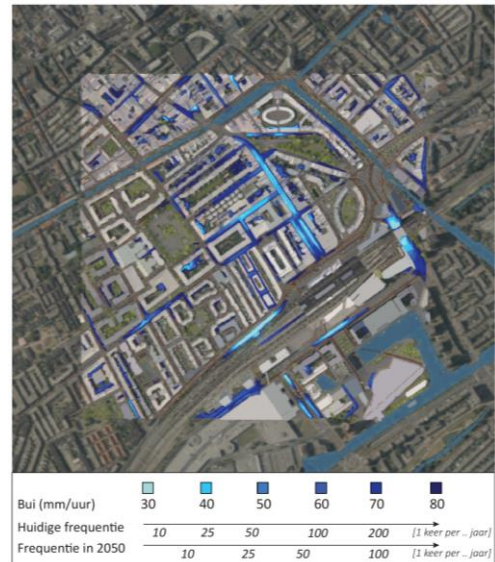 Bui (mm/uur) 30 40 50 60 70 80
Huidige frequentie 10 25 50 100 200 [1 keer per .. jaar]
Frequentie in 2050 10 25 50 100 [1 keer per .. jaar]